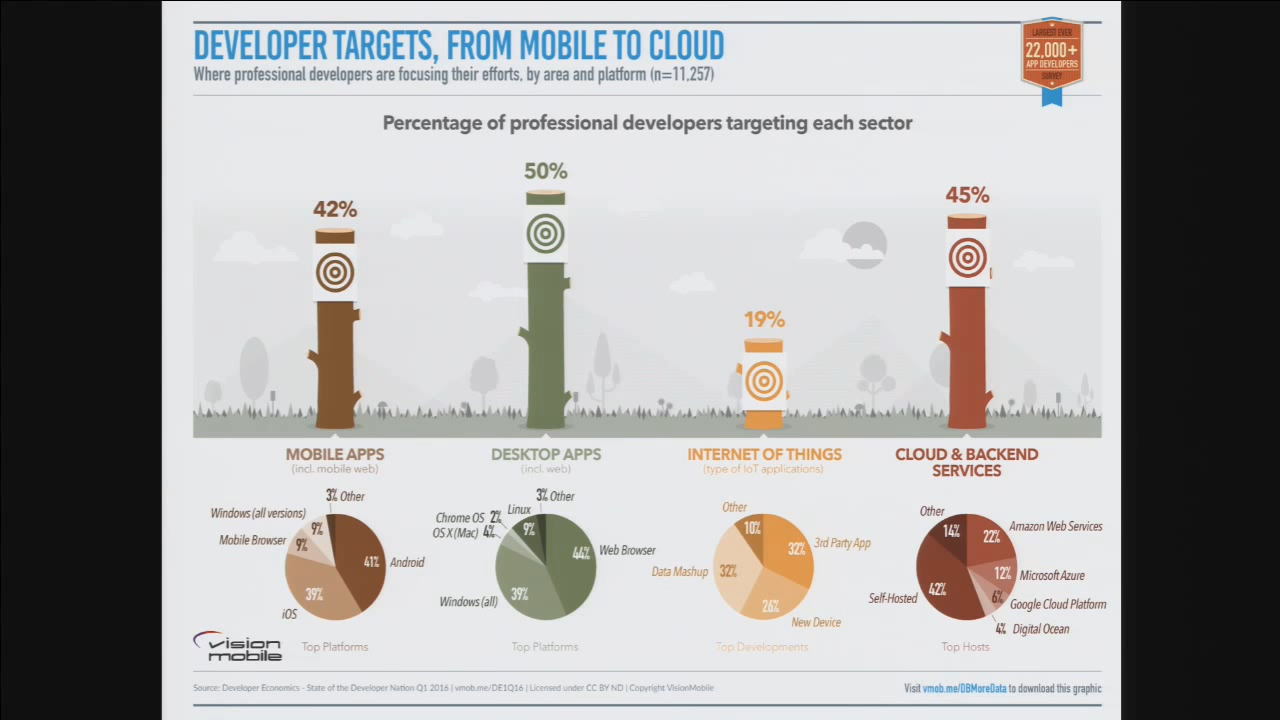 DEVELOPER TARGETS, FROM MOBILE TO CLOUD
Where professional developers are focusing their efforts, by area and platform (n=11,257)
LARGEST EVER
22,000+
APP DEVELOPERS
SURVEY
Percentage of professional developers targeting each sector
42%
50%
19%
45%
MOBILE APPS
(incl. mobile web)
DESKTOP APPS
(incl. web)
INTERNET OF THINGS
(type of IoT applications)
CLOUD & BACKEND
SERVICES
3% Other
Windows (all versions)
9%
Mobile Browser
9%
41% Android
39%
iOS
Top Platforms
3% Other
Linux
9%
Chrome OS 2%
OS X (Mac) 4%
44% Web Browser
39%
Windows (all)
Top Platforms
Other
10%
32% 3rd Party App
Data Mashup 32%
26%
New Device
Top Developments
Other
14%
22% Amazon Web Services
12% Microsoft Azure
6% Google Cloud Platform
4% Digital Ocean
Self-Hosted 42%
Top Hosts
vision
mobile
Source: Developer Economics - State of the Developer Nation Q1 2016 | vmob.me/DE1Q16 | Licensed under CC BY ND | Copyright VisionMobile
Visit vmob.me/DBMoreData to download this graphic